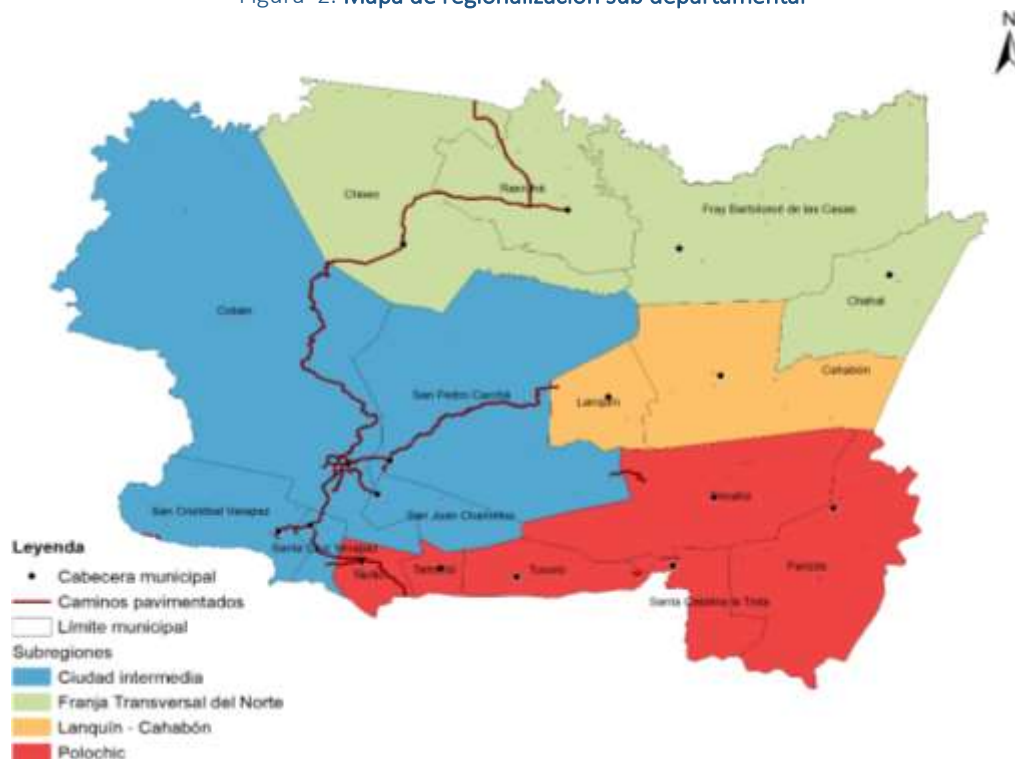 Figura 2. Mapa de regionalización sub departamental
N
Chisec
Raxruhá
Fray Bartolomé de las Casas
Chahal
Cobán
Cahabón
San Pedro Carchá
Lanquín
San Cristóbal Verapaz
San Juan Chamelco
Santa Cruz Verapaz
Tactic
Tamahú
Tucurú
Senahú
Panzós
Santa Catalina la Tinta
Leyenda
Cabecera municipal
Caminos pavimentados
Límite municipal
Subregiones
Ciudad intermedia
Franja Transversal del Norte
Lanquín - Cahabón
Polochic